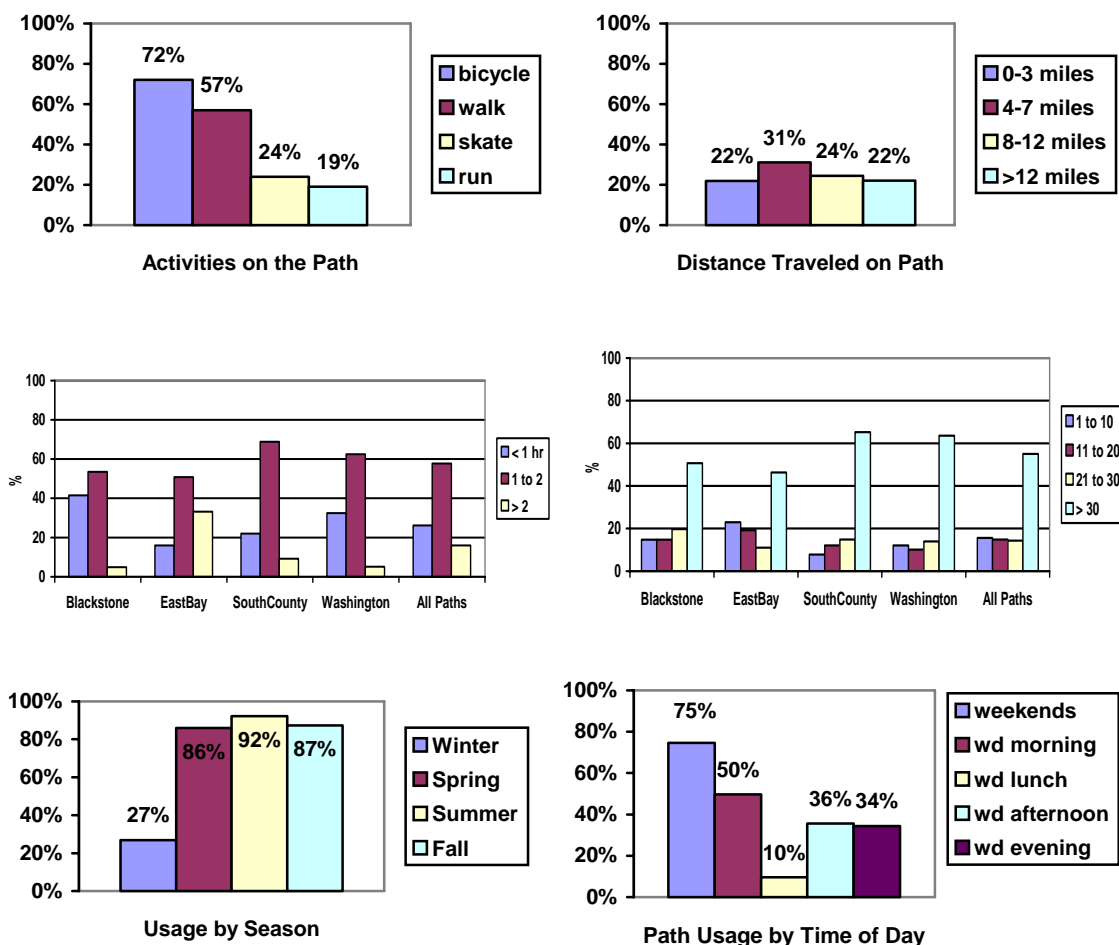 100%
80%
60%
40%
20%
0%
72%
57%
24%
19%
bicycle
walk
skate
run
Activities on the Path
100%
80%
60%
40%
20%
0%
22%
31%
24%
22%
0-3 miles
4-7 miles
8-12 miles
>12 miles
Distance Traveled on Path
100
80
60
40
20
0
%
< 1 hr
1 to 2
> 2
Blackstone EastBay SouthCounty Washington All Paths
100
80
60
40
20
0
%
1 to 10
11 to 20
21 to 30
> 30
Blackstone EastBay SouthCounty Washington All Paths
100%
80%
60%
40%
20%
0%
27%
86%
92%
87%
Winter
Spring
Summer
Fall
Usage by Season
100%
80%
60%
40%
20%
0%
75%
50%
10%
36%
34%
weekends
wd morning
wd lunch
wd afternoon
wd evening
Path Usage by Time of Day